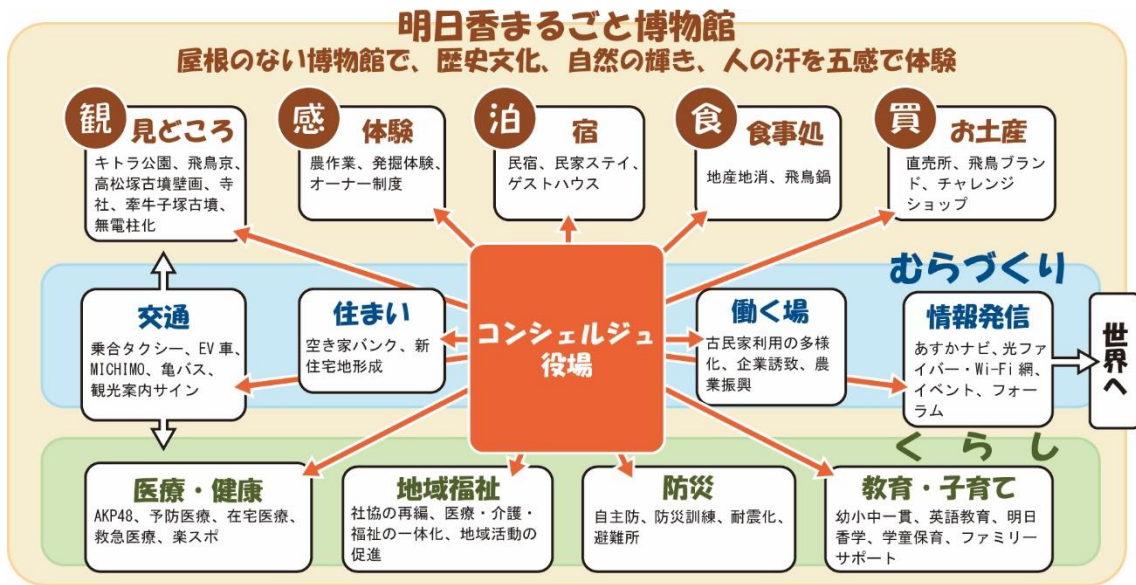 明日香まるごと博物館
屋根のない博物館で、歴史文化、自然の輝き、人の汗を五感で体験
観
見どころ
キトラ公園、飛鳥京、
高松塚古墳壁画、寺
社、牽牛子塚古墳、
無電柱化
感
体験
農作業、発掘体験、
オーナー制度
泊
宿
民宿、民家ステイ、
ゲストハウス
食
食事処
地産地消、飛鳥鍋
買
お土産
直売所、飛鳥ブラン
ド、チャレンジ
ショップ
コンシェルジュ
役場
むらづくり
交通
乗合タクシー、EV 車、
MICHIMO、亀バス、
観光案内サイン
住まい
空き家バンク、新
住宅地形成
働く場
古民家利用の多様
化、企業誘致、農
業振興
情報発信
あすかナビ、光ファ
イバー・Wi-Fi 網、
イベント、フォー
ラム
世界へ
くらし
医療・健康
AKP48、予防医療、在宅医療、
救急医療、楽スポ
地域福祉
社協の再編、医療・介護・
福祉の一体化、地域活動の
促進
防災
自主防、防災訓練、耐震化、
避難所
教育・子育て
幼小中一貫、英語教育、明日
香学、学童保育、ファミリー
サポート